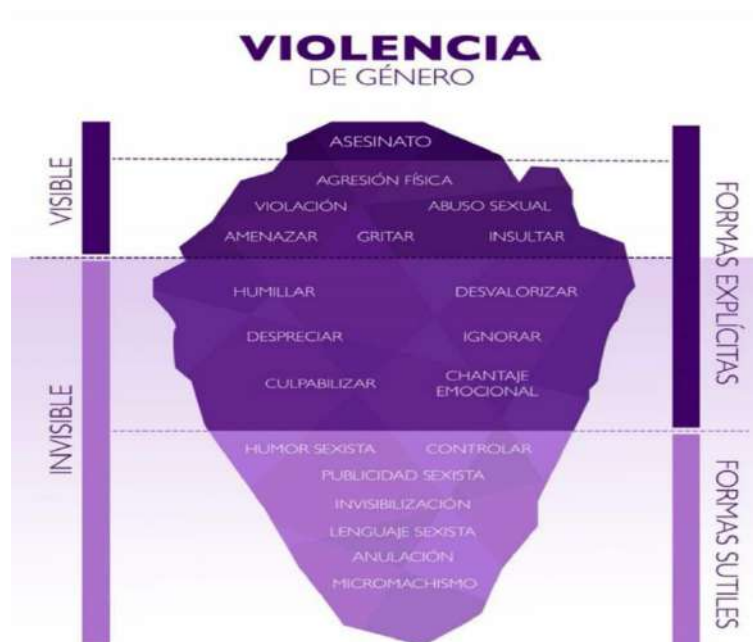 VIOLENCIA
DE GÉNERO
VISIBLE
ASESINATO
AGRESIÓN FÍSICA
VIOLACIÓN ABUSO SEXUAL
AMENAZAR GRITAR INSULTAR
FORMAS EXPLÍCITAS
INVISIBLE
HUMILLAR DESVALORIZAR
DESPRECIAR IGNORAR
CULPABILIZAR CHANTAJE
EMOCIONAL
HUMOR SEXISTA CONTROLAR
PUBLICIDAD SEXISTA
INVISIBILIZACIÓN
LENGUAJE SEXISTA
ANULACIÓN
MICROMACHISMO
FORMAS SUTILES